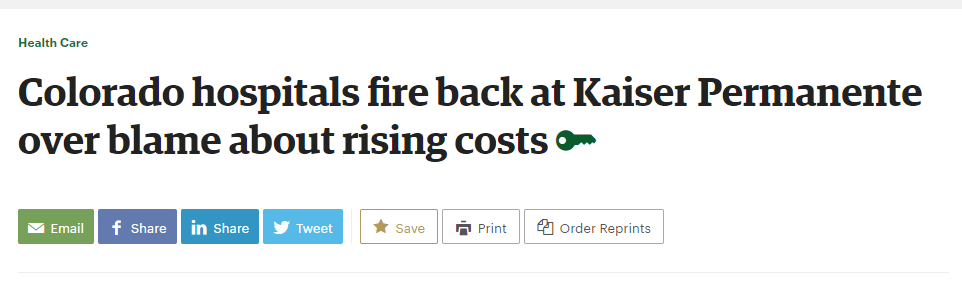 Health Care
Colorado hospitals fire back at Kaiser Permanente
over blame about rising costs
Email Share Share Tweet Save Print Order Reprints